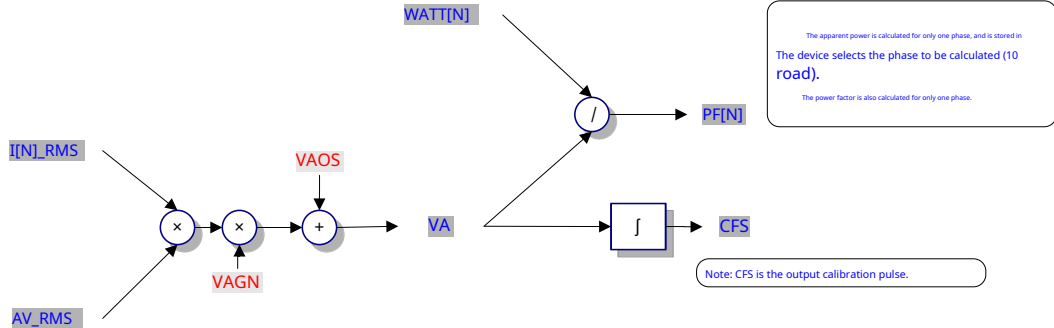 WATT[N]
The apparent power is calculated for only one phase, and is stored in
The device selects the phase to be calculated (10
road).
The power factor is also calculated for only one phase.
/
PF[N]
I[N]_RMS
VAOS
×
×
+
VA
∫
CFS
VAGN
Note: CFS is the output calibration pulse.
AV_RMS